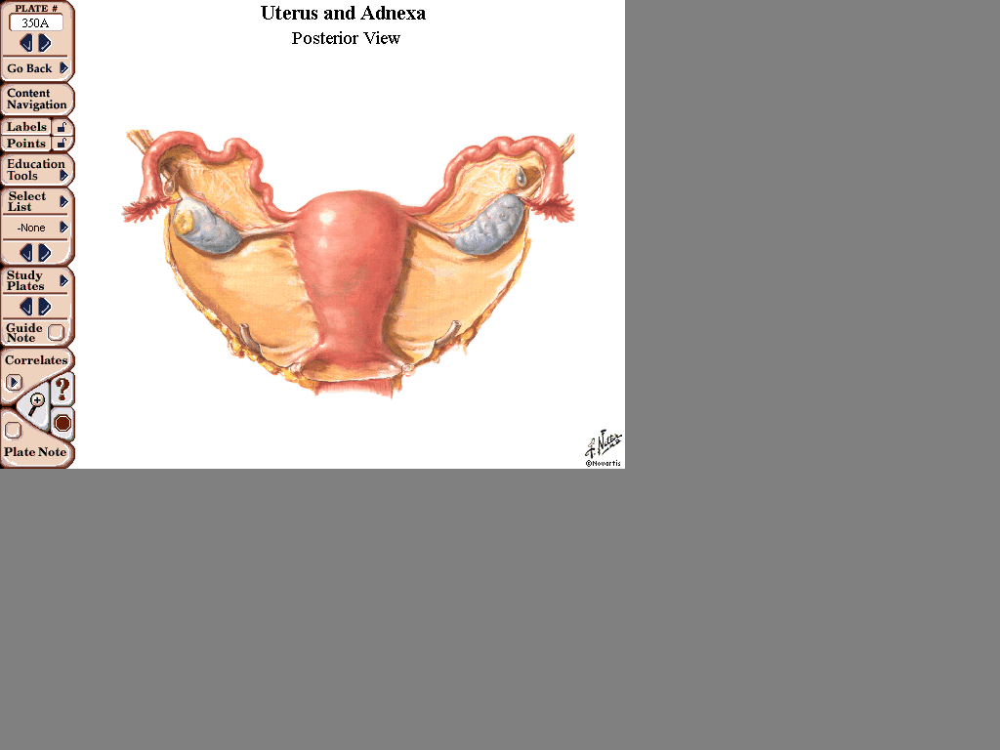 PLATE #
350A
Go Back
Content
Navigation
Labels
Points
Education
Tools
Select
List
-None
Study
Plates
Guide
Note
Correlates
?
Plate Note
Uterus and Adnexa
Posterior View
F. Netter
©Novartis